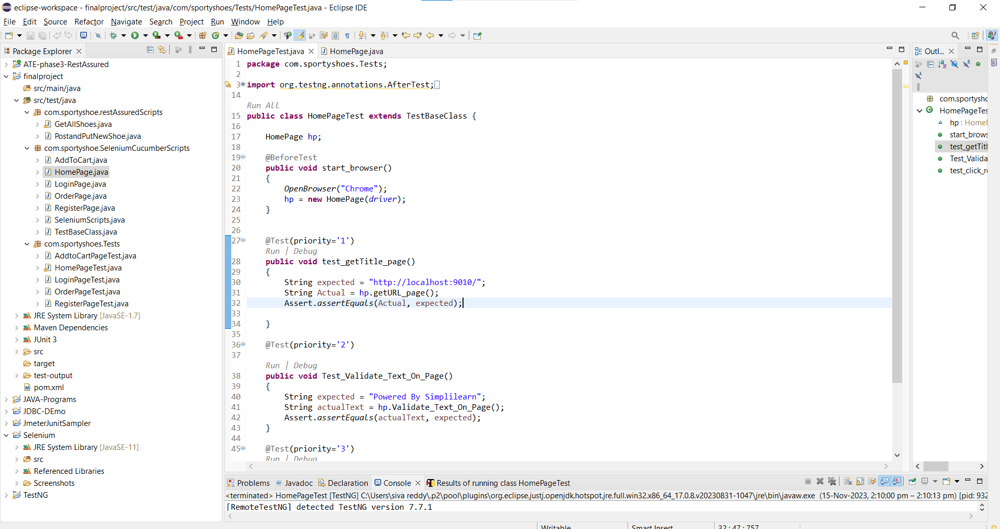 eclipse-workspace - finalproject/src/test/java/com/sportyshoes/Tests/HomePageTest.java - Eclipse IDE
File Edit Source Refactor Navigate Search Project Run Window Help
Package Explorer
ATE-phase3-RestAssured
finalproject
src/main/java
src/test/java
com.sportyshoe.restAssuredScripts
GetAllShoes.java
PostandPutNewShoe.java
com.sportyshoe.SeleniumCucumberScripts
AddToCart.java
HomePage.java
LoginPage.java
OrderPage.java
RegisterPage.java
SeleniumScripts.java
TestBaseClass.java
com.sportyshoes.Tests
AddtoCartPageTest.java
HomePageTest.java
LoginPageTest.java
OrderPageTest.java
RegisterPageTest.java
JRE System Library [JavaSE-1.7]
Maven Dependencies
JUnit 3
src
target
test-output
pom.xml
JAVA-Programs
JDBC-DEmo
JmeterJunitSampler
Selenium
JRE System Library [JavaSE-11]
src
Referenced Libraries
Screenshots
TestNG
HomePageTest.java HomePage.java
1 package com.sportyshoes.Tests;
2
3 import org.testng.annotations.AfterTest;
14
Run All
15 public class HomePageTest extends TestBaseClass {
16
17 HomePage hp;
18
19 @BeforeTest
20 public void start_browser()
21 {
22 OpenBrowser("Chrome");
23 hp = new HomePage(driver);
24 }
25
26
27 @Test(priority='1')
Run | Debug
28 public void test_getTitle_page()
29 {
30 String expected = "http://localhost:9010/";
31 String Actual = hp.getURL_page();
32 Assert.assertEquals(Actual, expected);
33
34 }
35
36 @Test(priority='2')
37
Run | Debug
38 public void Test_Validate_Text_On_Page()
39 {
40 String expected = "Powered By Simplilearn";
41 String actualText = hp.Validate_Text_On_Page();
42 Assert.assertEquals(actualText, expected);
43 }
44
45 @Test(priority='3')
Run | Debug
Outl...
com.sportysho
HomePageTes
hp : HomeP
start_brows
test_getTitl
Test_Valida
test_click_re
Problems @ Javadoc Declaration Console Results of running class HomePageTest
<terminated> HomePageTest [TestNG] C:\Users\siva reddy\.p2\pool\plugins\org.eclipse.justj.openjdk.hotspot.jre.full.win32.x86_64_17.0.8.v20230831-1047\jre\bin\javaw.exe (15-Nov-2023, 2:10:00 pm – 2:10:13 pm) [pid: 932
[RemoteTestNG] detected TestNG version 7.7.1
Writable Smart Insert 32 : 47 : 757